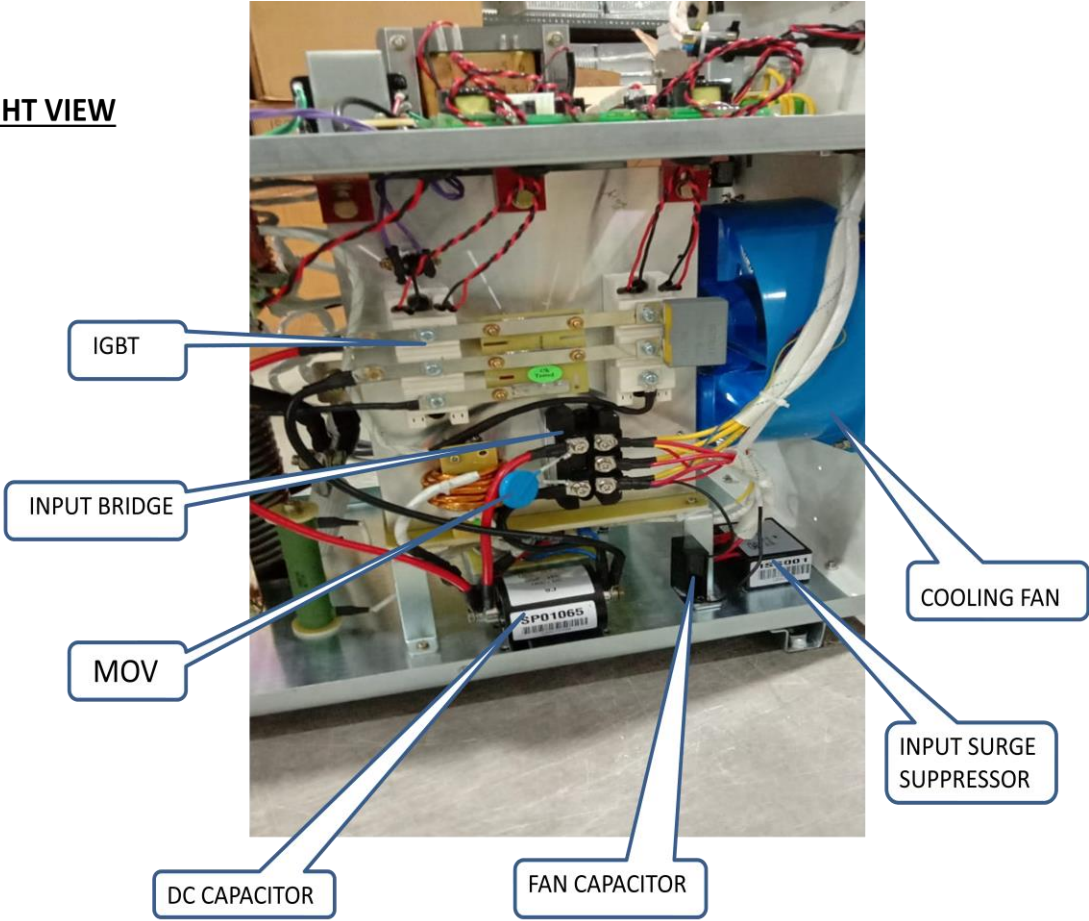 HT VIEW
IGBT
INPUT BRIDGE
MOV
SP01065
COOLING FAN
INPUT SURGE
SUPPRESSOR
DC CAPACITOR
FAN CAPACITOR